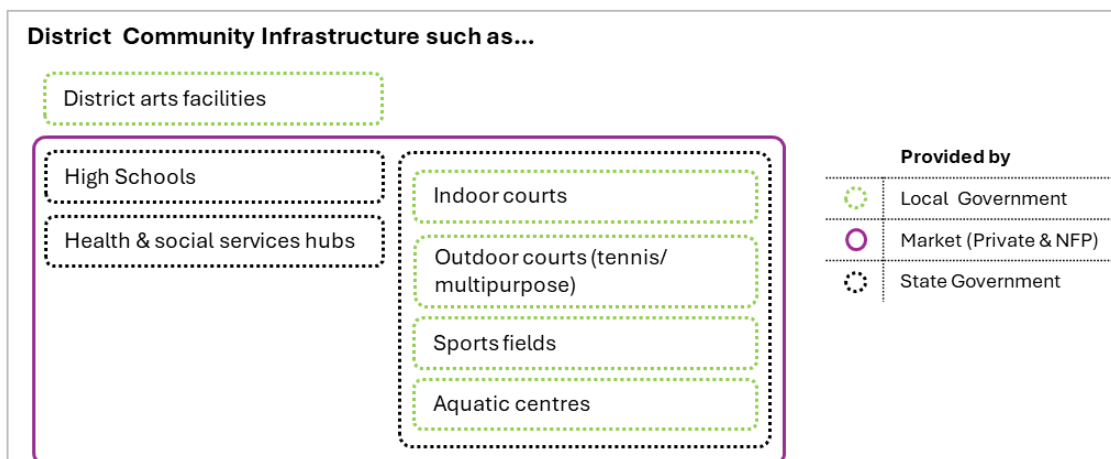 District Community Infrastructure such as...
District arts facilities
High Schools
Health & social services hubs
Indoor courts
Outdoor courts (tennis/
multipurpose)
Sports fields
Aquatic centres
Provided by
Local Government
Market (Private & NFP)
State Government